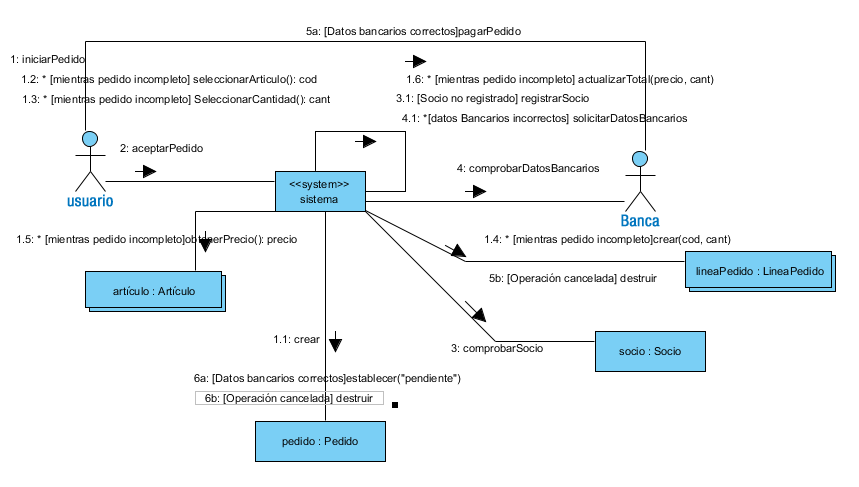 5a: [Datos bancarios correctos]pagarPedido
1: iniciarPedido
1.2: * [mientras pedido incompleto] seleccionarArticulo(): cod
1.6: * [mientras pedido incompleto] actualizarTotal(precio, cant)
1.3: * [mientras pedido incompleto] SeleccionarCantidad(): cant
3.1: [Socio no registrado] registrarSocio
4.1: *[datos Bancarios incorrectos] solicitarDatosBancarios
2: aceptarPedido
4: comprobarDatosBancarios
<<system>>
sistema
usuario
Banca
1.5: * [mientras pedido incompleto]obtenerPrecio(): precio
1.4: * [mientras pedido incompleto]crear(cod, cant)
lineaPedido : LineaPedido
5b: [Operación cancelada] destruir
artículo : Artículo
1.1: crear
3: comprobarSocio
socio : Socio
6a: [Datos bancarios correctos]establecer("pendiente")
6b: [Operación cancelada] destruir
pedido : Pedido